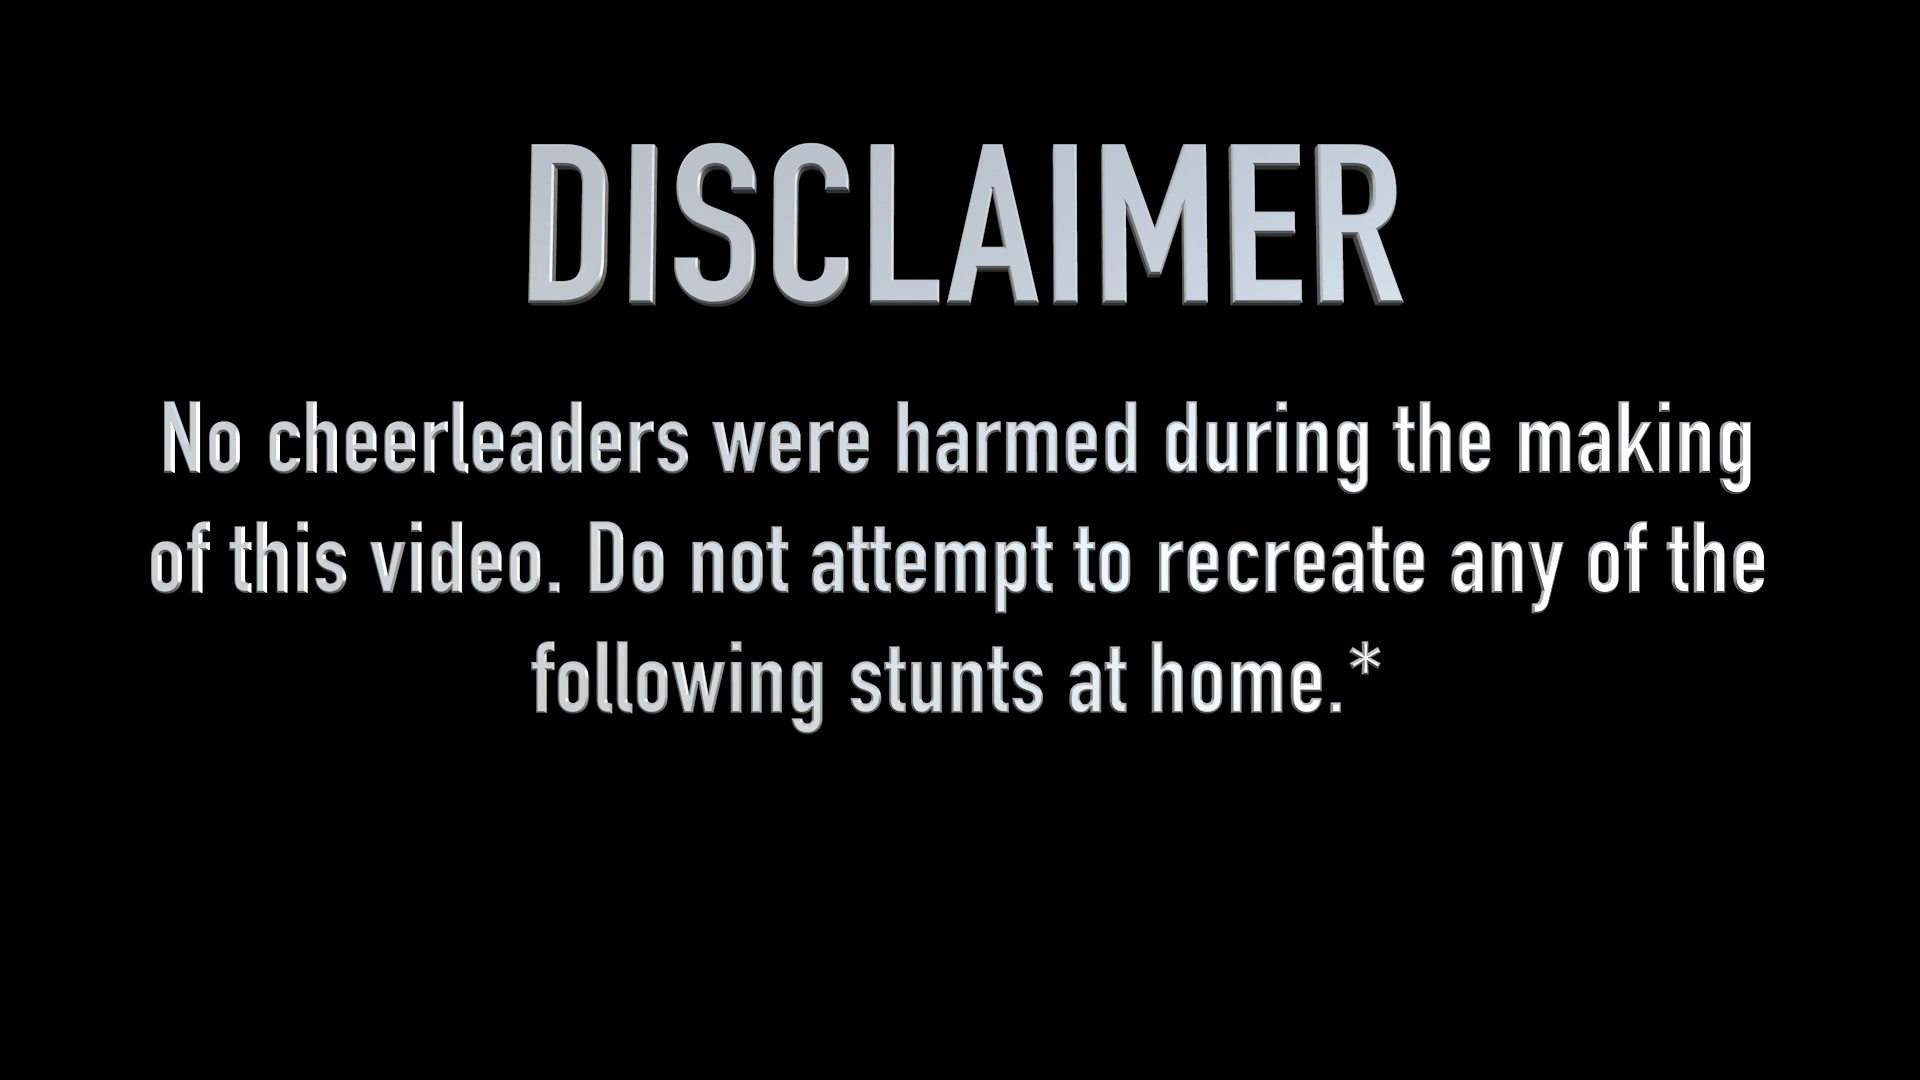 DISCLAIMER
No cheerleaders were harmed during the making
of this video. Do not attempt to recreate any of the
following stunts at home.*